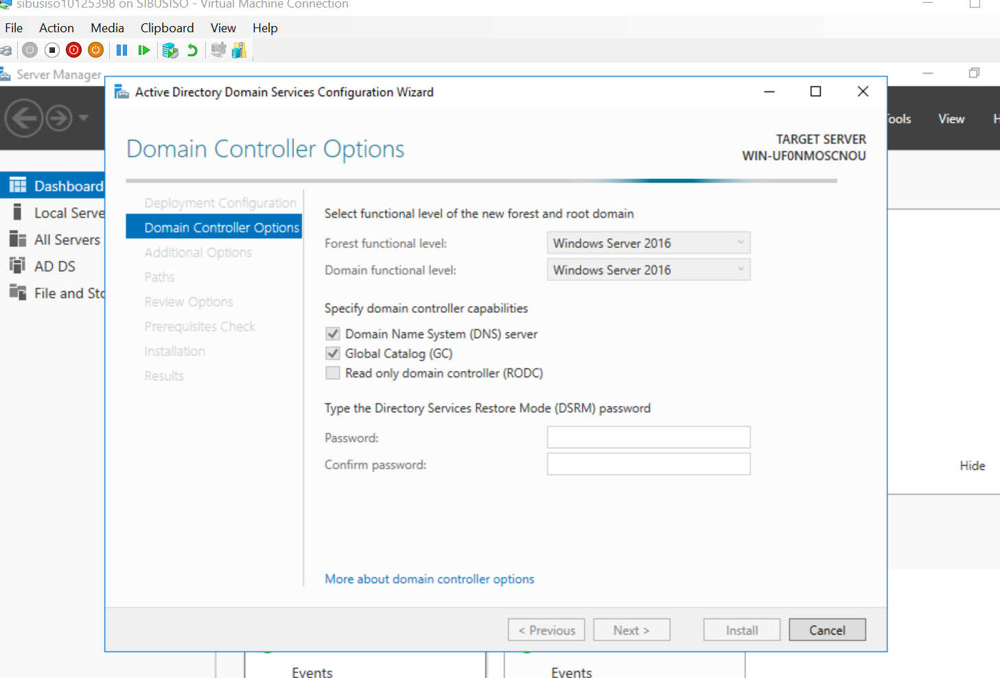 sibusiso10125398 on SIBUSISO - Virtual Machine Connection
File Action Media Clipboard View Help
Server Manager
Active Directory Domain Services Configuration Wizard
Tools View H
Domain Controller Options
TARGET SERVER
WIN-UF0NMOSCNOU
Dashboard
Local Serve
All Servers
AD DS
File and Sto
Deployment Configuration
Domain Controller Options
Additional Options
Paths
Review Options
Prerequisites Check
Installation
Results
Select functional level of the new forest and root domain
Forest functional level: Windows Server 2016
Domain functional level: Windows Server 2016
Specify domain controller capabilities
Domain Name System (DNS) server
Global Catalog (GC)
Read only domain controller (RODC)
Type the Directory Services Restore Mode (DSRM) password
Password:
Confirm password:
Hide
More about domain controller options
< Previous Next > Install Cancel
Events Events